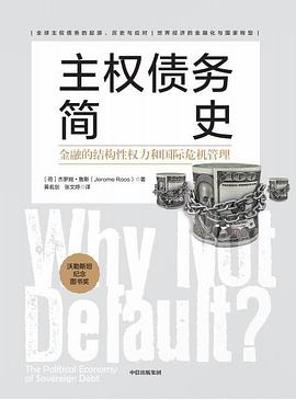 ｜全球主权债务的起源、历史与应对｜世界经济的金融化与国家转型｜
主权债务
简史
金融的结构性权力和国际危机管理
［荷］杰罗姆·鲁斯（Jerome Roos）◎著
黄名剑 张文婷◎译
沃勒斯坦
纪念
图书奖
Why Not
Default?
The Political Economy
of Sovereign Debt
中信出版集团